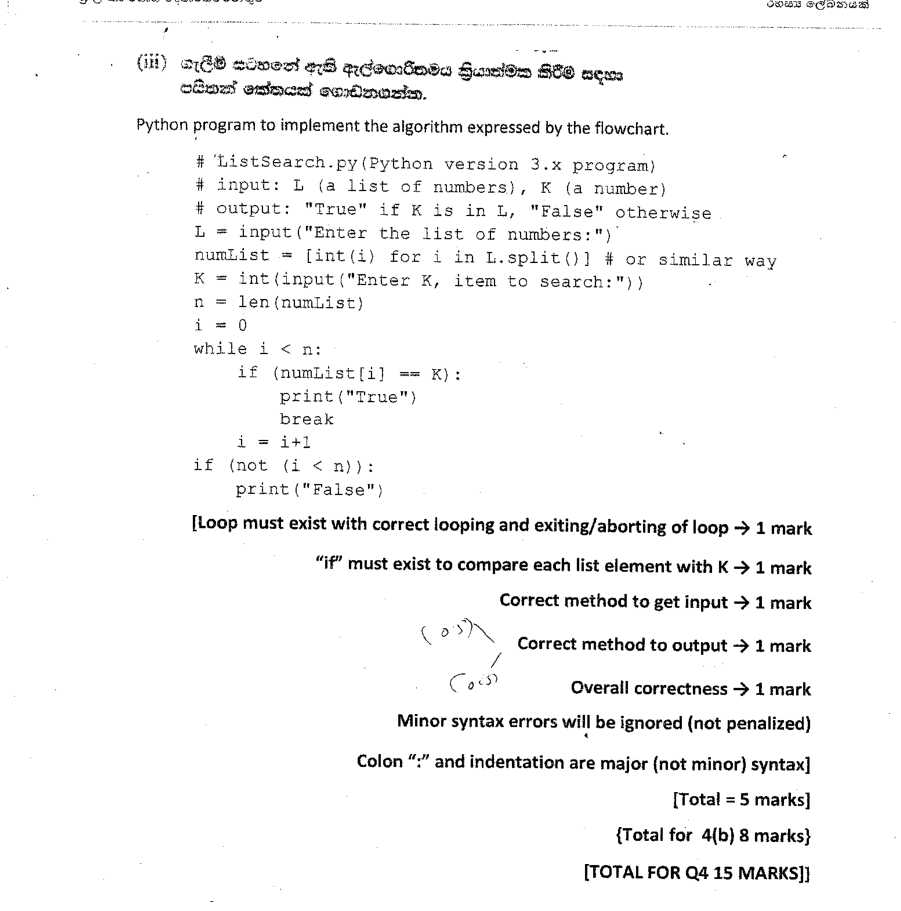 රහස්‍ය ලේඛනයකි
(iii) ගැලීම් සටහනේ ඇති ඇල්ගොරිතමය ක්‍රියාත්මක කිරීම සඳහා
පයිතන් කේතයක් ගොඩනගන්න.
Python program to implement the algorithm expressed by the flowchart.
# ListSearch.py(Python version 3.x program)
# input: L (a list of numbers), K (a number)
# output: "True" if K is in L, "False" otherwise
L = input("Enter the list of numbers:")
numList = [int(i) for i in L.split()] # or similar way
K = int(input("Enter K, item to search:"))
n = len(numList)
i = 0
while i < n:
    if (numList[i] == K):
        print("True")
        break
    i = i+1
if (not (i < n)):
    print("False")
[Loop must exist with correct looping and exiting/aborting of loop → 1 mark
"if" must exist to compare each list element with K → 1 mark
Correct method to get input → 1 mark
(0.5)
Correct method to output → 1 mark
(0.5)
Overall correctness → 1 mark
Minor syntax errors will be ignored (not penalized)
Colon ":" and indentation are major (not minor) syntax]
[Total = 5 marks]
{Total for 4(b) 8 marks}
[TOTAL FOR Q4 15 MARKS]]